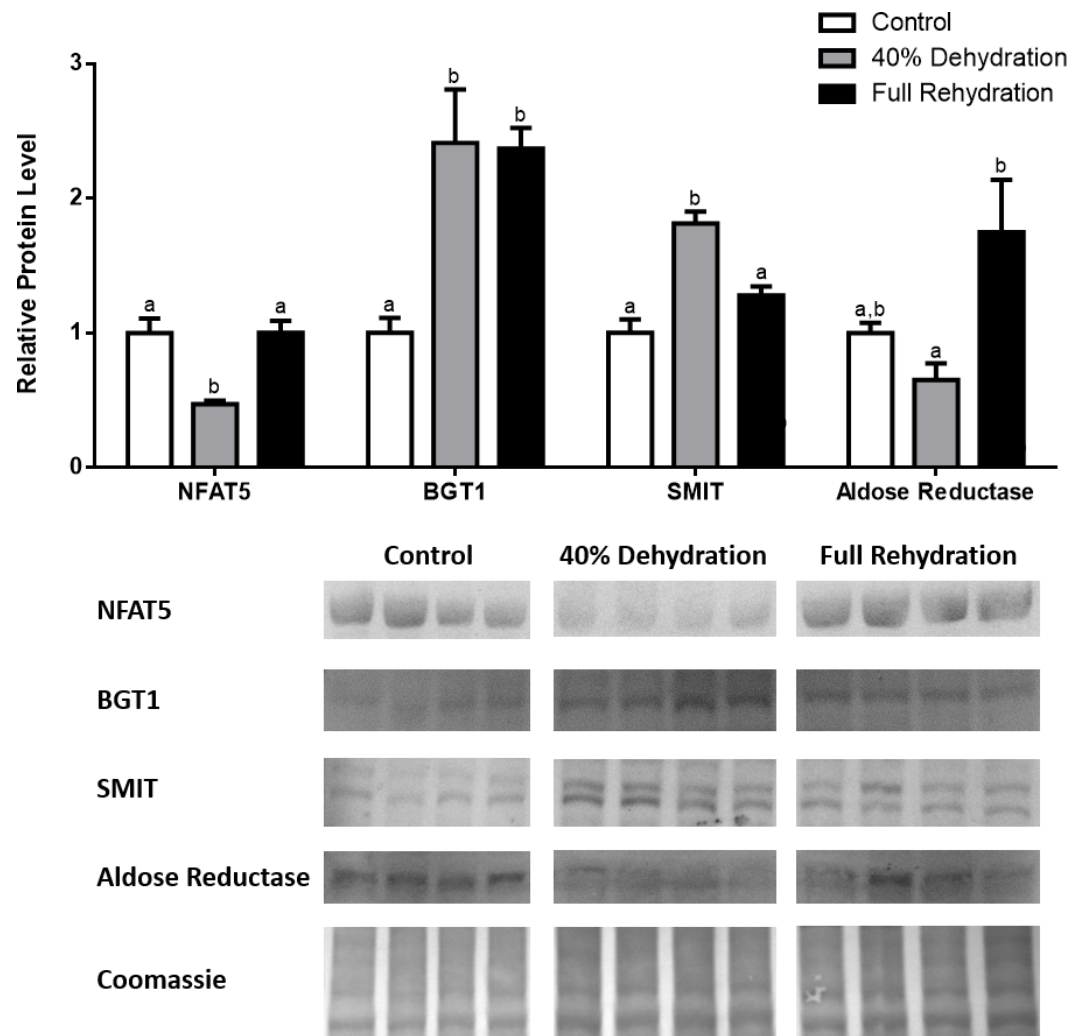 Control
40% Dehydration
Full Rehydration
Relative Protein Level
3
2
1
0
a
b
a
a
b
b
a
b
a
a,b
a
b
NFAT5 BGT1 SMIT Aldose Reductase
Control 40% Dehydration Full Rehydration
NFAT5
BGT1
SMIT
Aldose Reductase
Coomassie